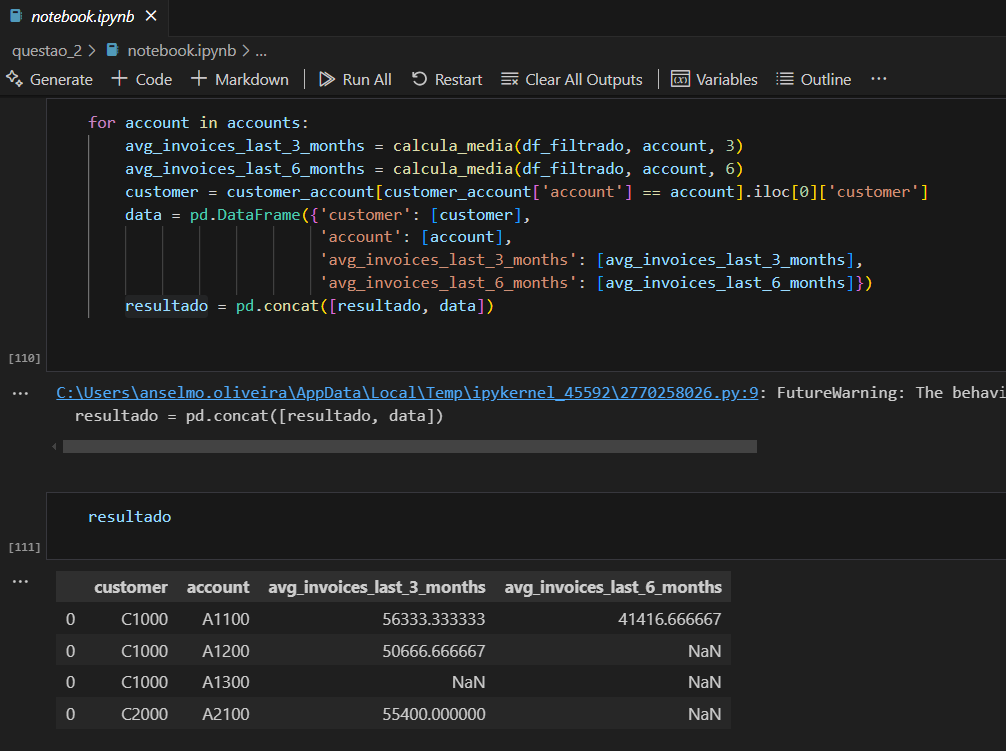 notebook.ipynb ×
questao_2 > notebook.ipynb > ...
Generate + Code + Markdown Run All Restart Clear All Outputs Variables Outline ...
for account in accounts:
avg_invoices_last_3_months = calcula_media(df_filtrado, account, 3)
avg_invoices_last_6_months = calcula_media(df_filtrado, account, 6)
customer = customer_account[customer_account['account'] == account].iloc[0]['customer']
data = pd.DataFrame({'customer': [customer],
'account': [account],
'avg_invoices_last_3_months': [avg_invoices_last_3_months],
'avg_invoices_last_6_months': [avg_invoices_last_6_months]})
resultado = pd.concat([resultado, data])
[110]
... C:\Users\anselmo.oliveira\AppData\Local\Temp\ipykernel_45592\2770258026.py:9: FutureWarning: The behavi
resultado = pd.concat([resultado, data])
resultado
[111]
...
customer account avg_invoices_last_3_months avg_invoices_last_6_months
0 C1000 A1100 56333.333333 41416.666667
0 C1000 A1200 50666.666667 NaN
0 C1000 A1300 NaN NaN
0 C2000 A2100 55400.000000 NaN